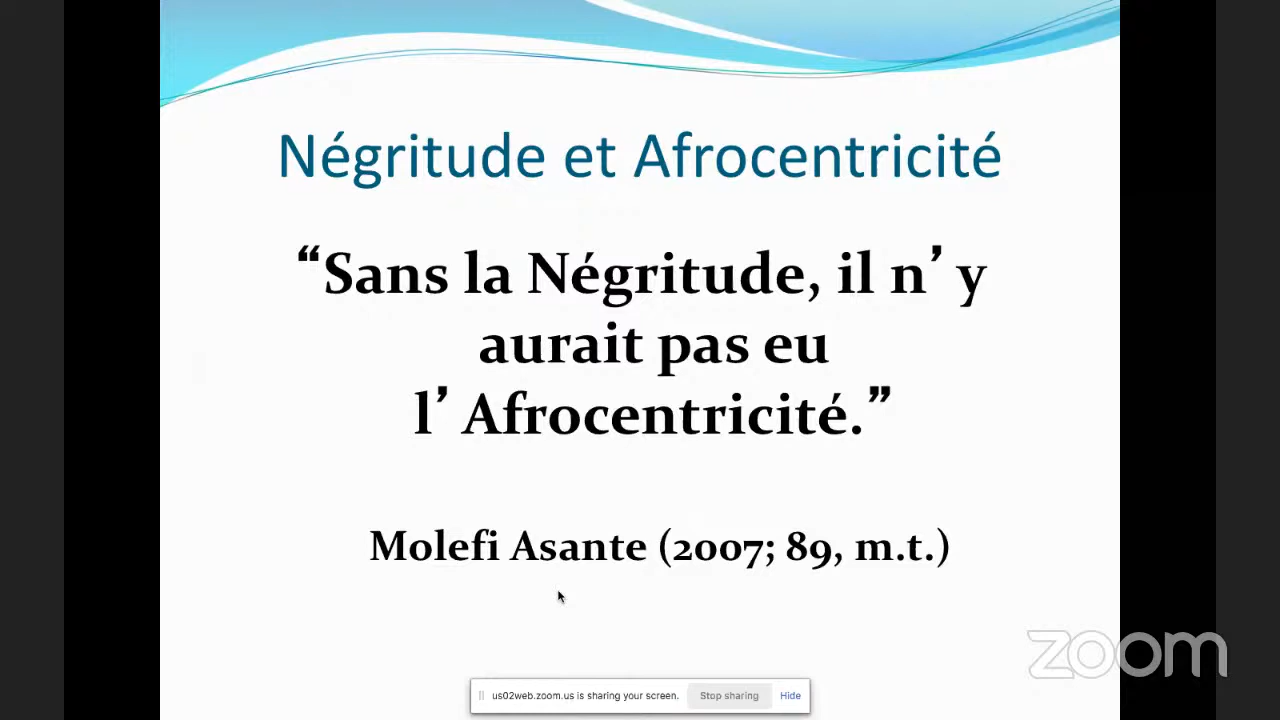 Négritude et Afrocentricité
“Sans la Négritude, il n’ y
aurait pas eu
l’ Afrocentricité.”
Molefi Asante (2007; 89, m.t.)
zoom
us02web.zoom.us is sharing your screen. Stop sharing Hide